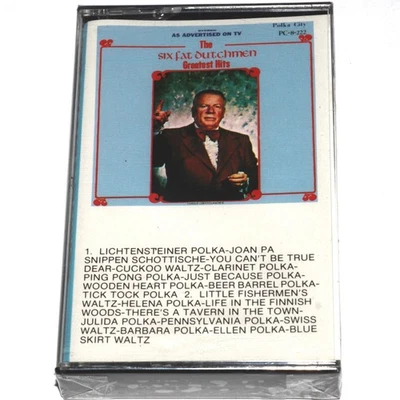 AS ADVERTISED ON TV
Polka City
PC-8-222
The
SIX FAT DUTCHMEN
Greatest Hits
1. LICHTENSTEINER POLKA-JOAN PA
SNIPPEN SCHOTTISCHE-YOU CAN'T BE TRUE
DEAR-CUCKOO WALTZ-CLARINET POLKA-
PING PONG POLKA-JUST BECAUSE POLKA-
WOODEN HEART POLKA-BEER BARREL POLKA-
TICK TOCK POLKA 2. LITTLE FISHERMEN'S
WALTZ-HELENA POLKA-LIFE IN THE FINNISH
WOODS-THERE'S A TAVERN IN THE TOWN-
JULIDA POLKA-PENNSYLVANIA POLKA-SWISS
WALTZ-BARBARA POLKA-ELLEN POLKA-BLUE
SKIRT WALTZ